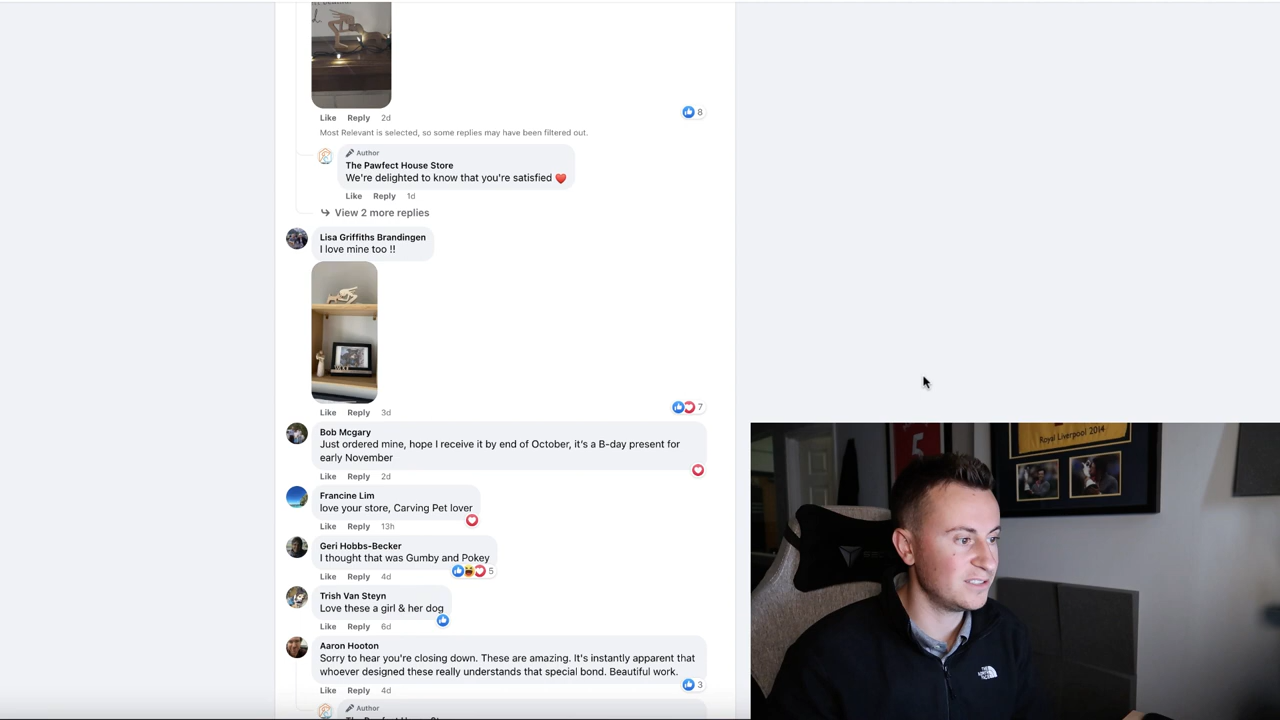 Like Reply 2d
8
Most Relevant is selected, so some replies may have been filtered out.
Author
The Pawfect House Store
We're delighted to know that you're satisfied ❤️
Like Reply 1d
View 2 more replies
Lisa Griffiths Brandingen
I love mine too !!
Like Reply 3d
7
Bob Mcgary
Just ordered mine, hope I receive it by end of October, it's a B-day present for
early November
Like Reply 2d
Francine Lim
love your store, Carving Pet lover
Like Reply 13h
Geri Hobbs-Becker
I thought that was Gumby and Pokey
5
Like Reply 4d
Trish Van Steyn
Love these a girl & her dog
Like Reply 6d
Aaron Hooton
Sorry to hear you're closing down. These are amazing. It's instantly apparent that
whoever designed these really understands that special bond. Beautiful work.
3
Like Reply 4d
Author
5
Royal Liverpool 2014
THE
NORTH
FACE